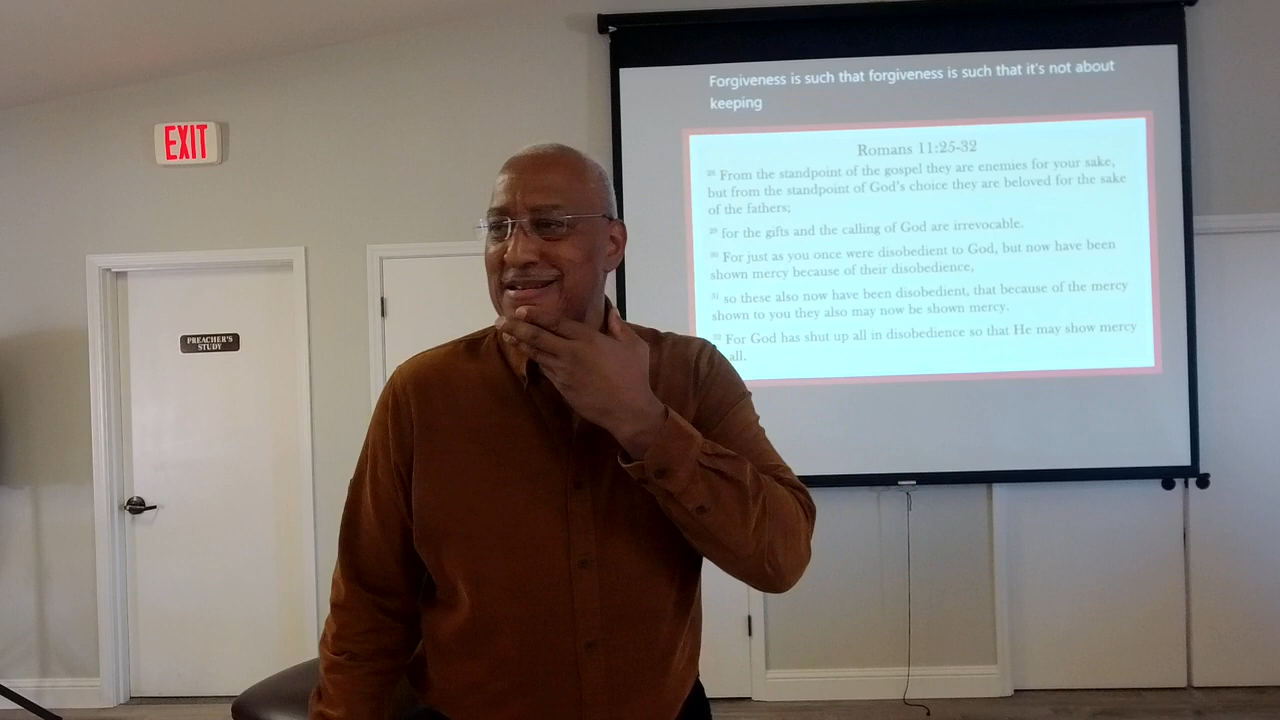 Forgiveness is such that forgiveness is such that it's not about
keeping
EXIT
Romans 11:25-32
28 From the standpoint of the gospel they are enemies for your sake,
but from the standpoint of God's choice they are beloved for the sake
of the fathers;
29 for the gifts and the calling of God are irrevocable.
30 For just as you once were disobedient to God, but now have been
shown mercy because of their disobedience,
31 so these also now have been disobedient, that because of the mercy
shown to you they also may now be shown mercy.
32 For God has shut up all in disobedience so that He may show mercy
all.
PREACHER'S
STUDY